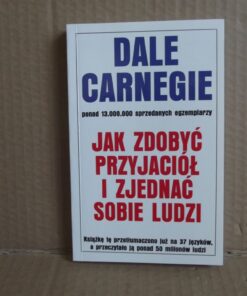 DALE
CARNEGIE
ponad 13.000.000 sprzedanych egzemplarzy
JAK ZDOBYĆ
PRZYJACIÓŁ
I ZJEDNAĆ
SOBIE LUDZI
Książkę tę przetłumaczono już na 37 języków,
a przeczytało ją ponad 50 milionów ludzi